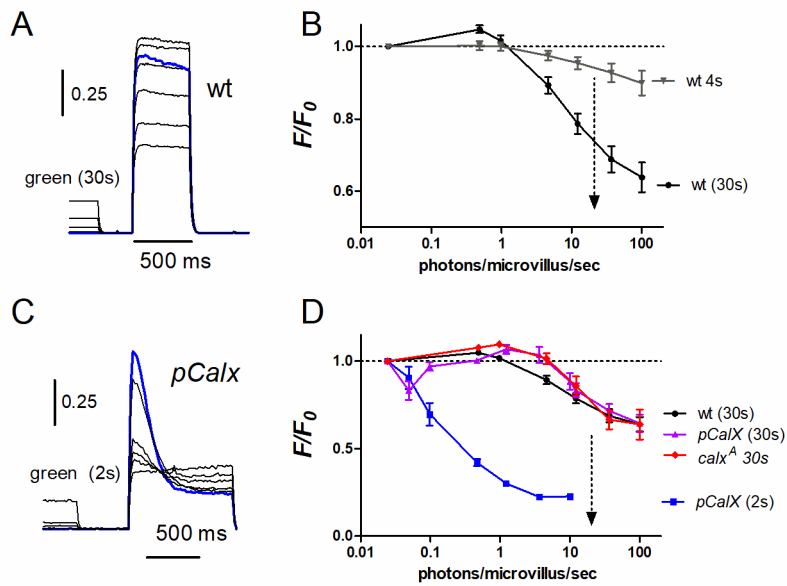 A
0.25
wt
green (30s)
500 ms
B
F/F0
1.0
0.8
0.6
0.01
0.1
1
10
100
photons/microvillus/sec
wt 4s
wt (30s)
C
0.25
pCalx
green (2s)
500 ms
D
F/F0
1.0
0.5
0.0
0.01
0.1
1
10
100
photons/microvillus/sec
wt (30s)
pCalX (30s)
calxA 30s
pCalX (2s)